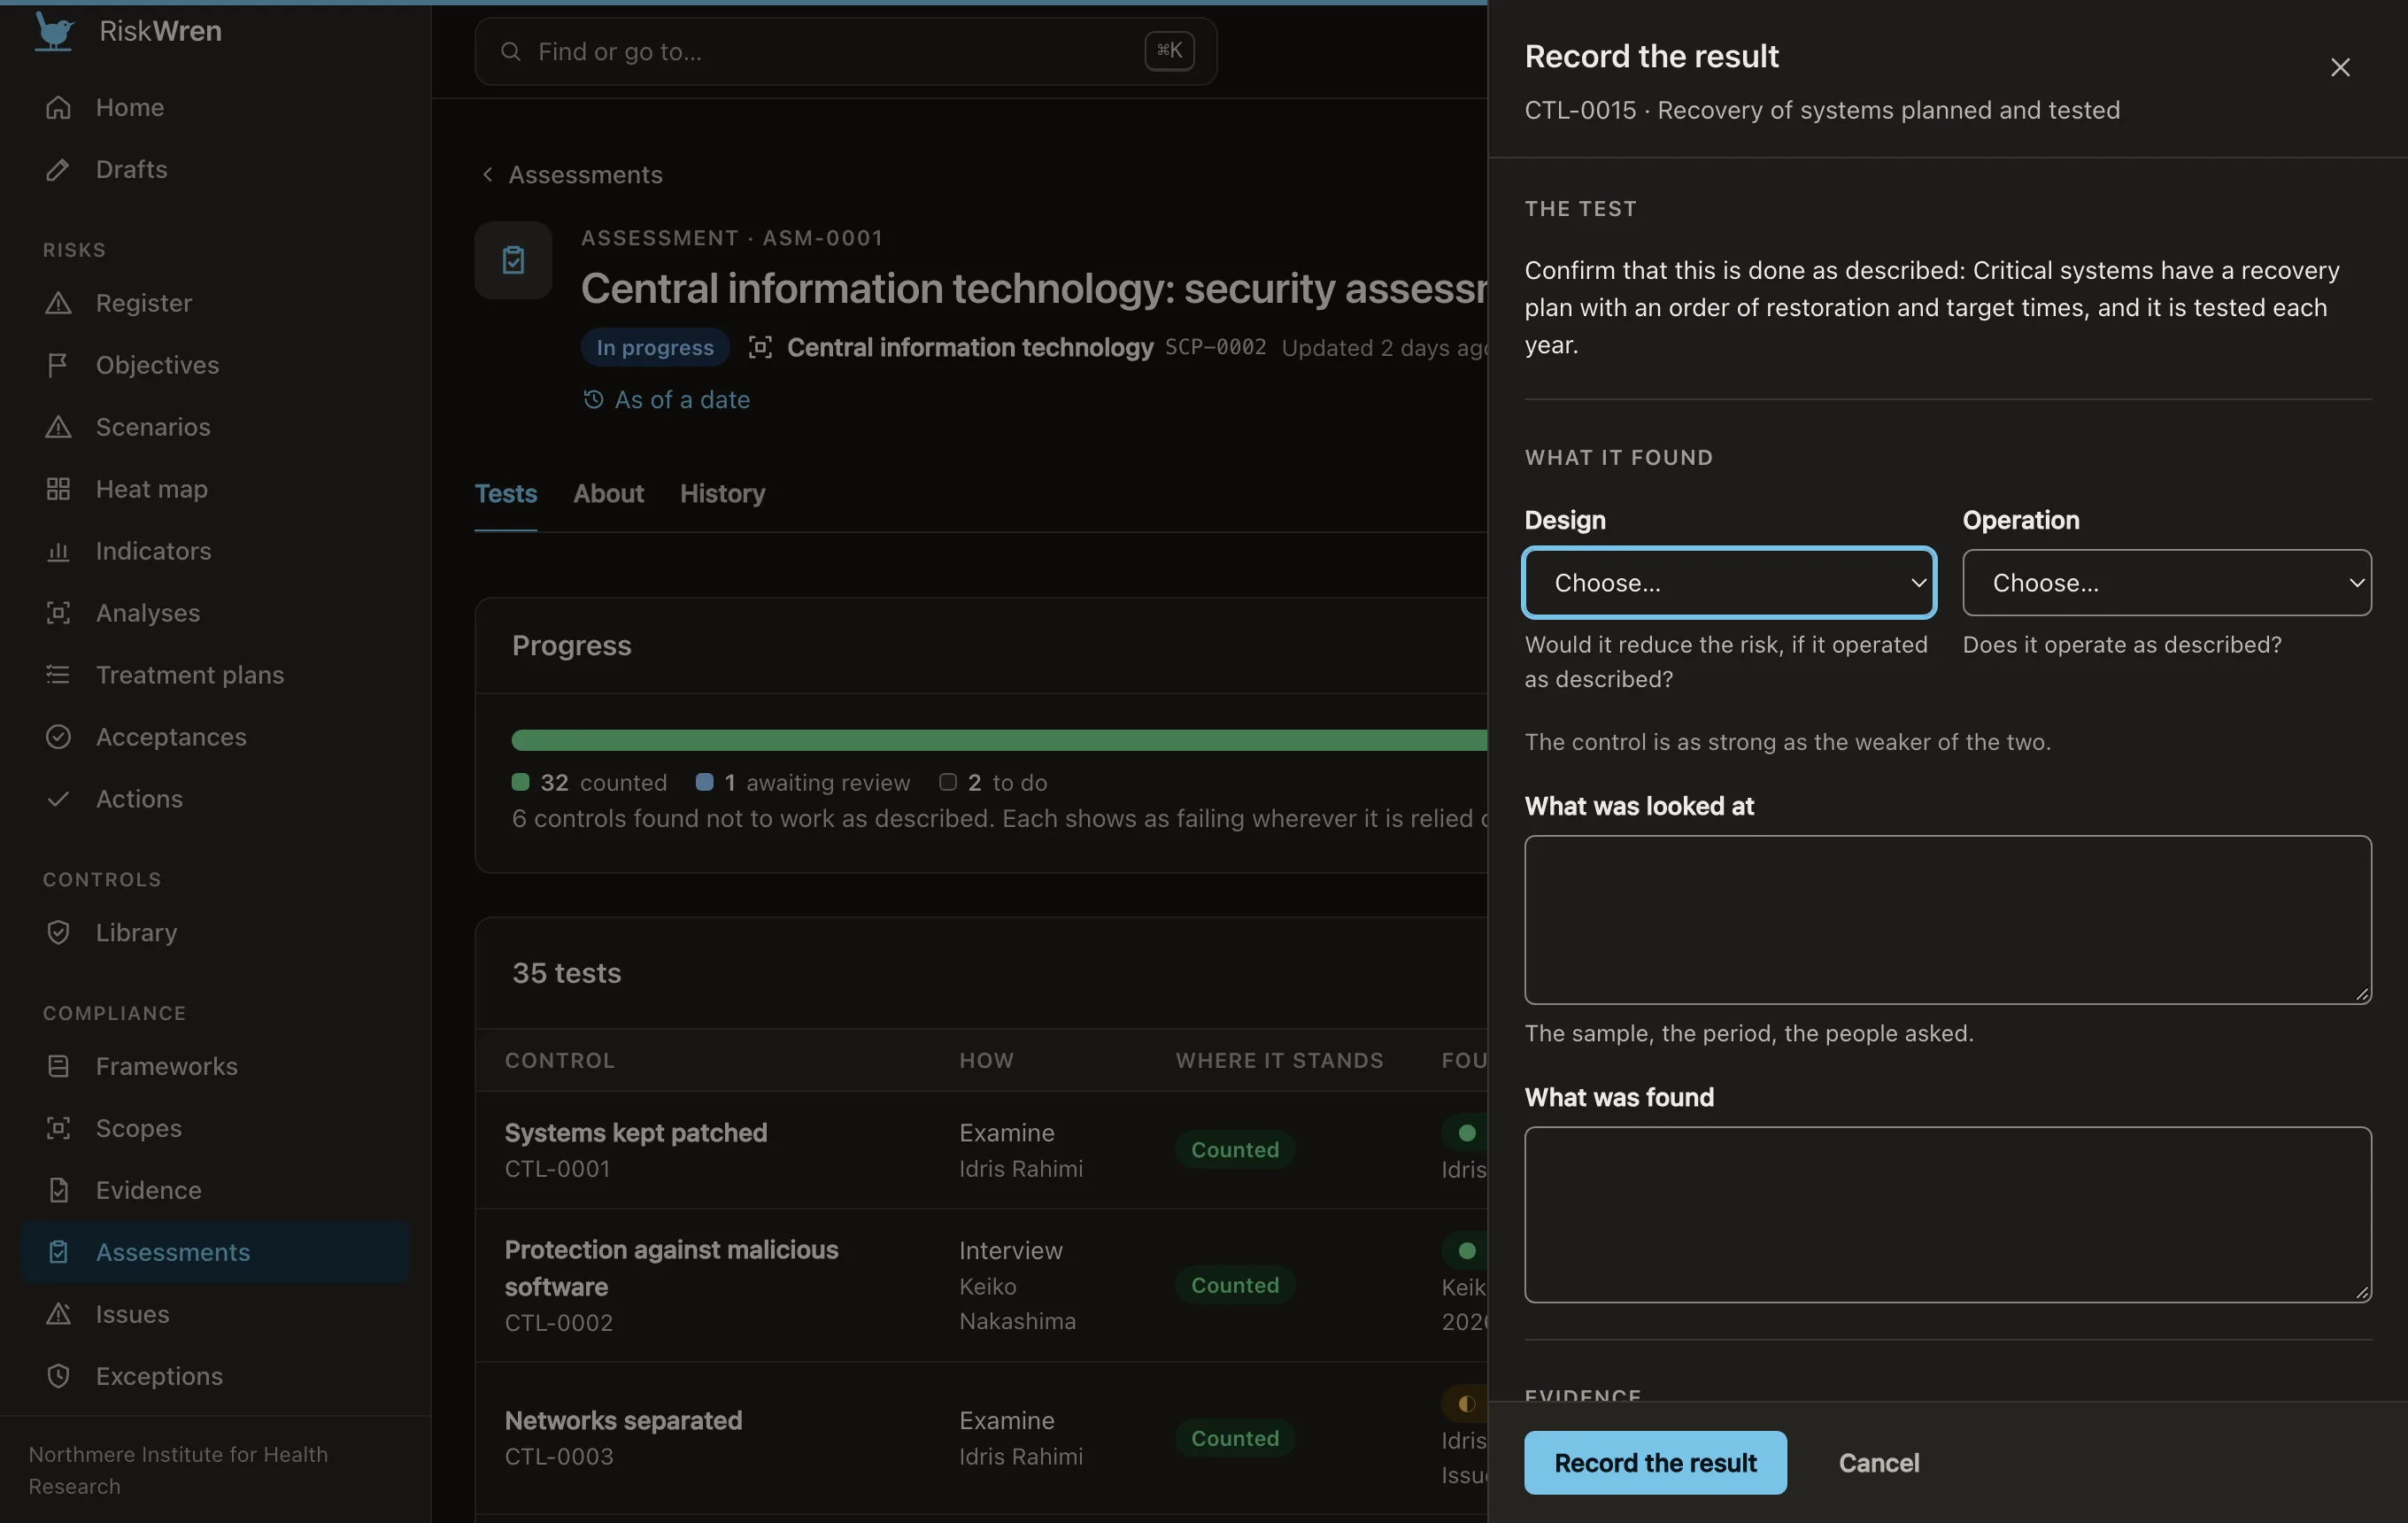 RiskWren
Home
Drafts
RISKS
Register
Objectives
Scenarios
Heat map
Indicators
Analyses
Treatment plans
Acceptances
Actions
CONTROLS
Library
COMPLIANCE
Frameworks
Scopes
Evidence
Assessments
Issues
Exceptions
Northmere Institute for Health
Research
Find or go to...
⌘K
Assessments
ASSESSMENT · ASM-0001
Central information technology: security
In progress
Central information technology SCP-0002 Updated 2 days
As of a date
Tests About History
Progress
32 counted 1 awaiting review 2 to do
6 controls found not to work as described. Each shows as failing wherever it is relied
35 tests
CONTROL HOW WHERE IT STANDS
Systems kept patched
CTL-0001
Examine
Idris Rahimi
Counted
Idris
Protection against malicious
software
CTL-0002
Interview
Keiko
Nakashima
Counted
Networks separated
CTL-0003
Examine
Idris Rahimi
Counted
Idris
Record the result
CTL-0015 · Recovery of systems planned and tested
THE TEST
Confirm that this is done as described: Critical systems have a recovery
plan with an order of restoration and target times, and it is tested each
year.
WHAT IT FOUND
Design
Choose...
Would it reduce the risk, if it operated
as described?
Operation
Choose...
Does it operate as described?
The control is as strong as the weaker of the two.
What was looked at
The sample, the period, the people asked.
What was found
EVIDENCE
Record the result
Cancel